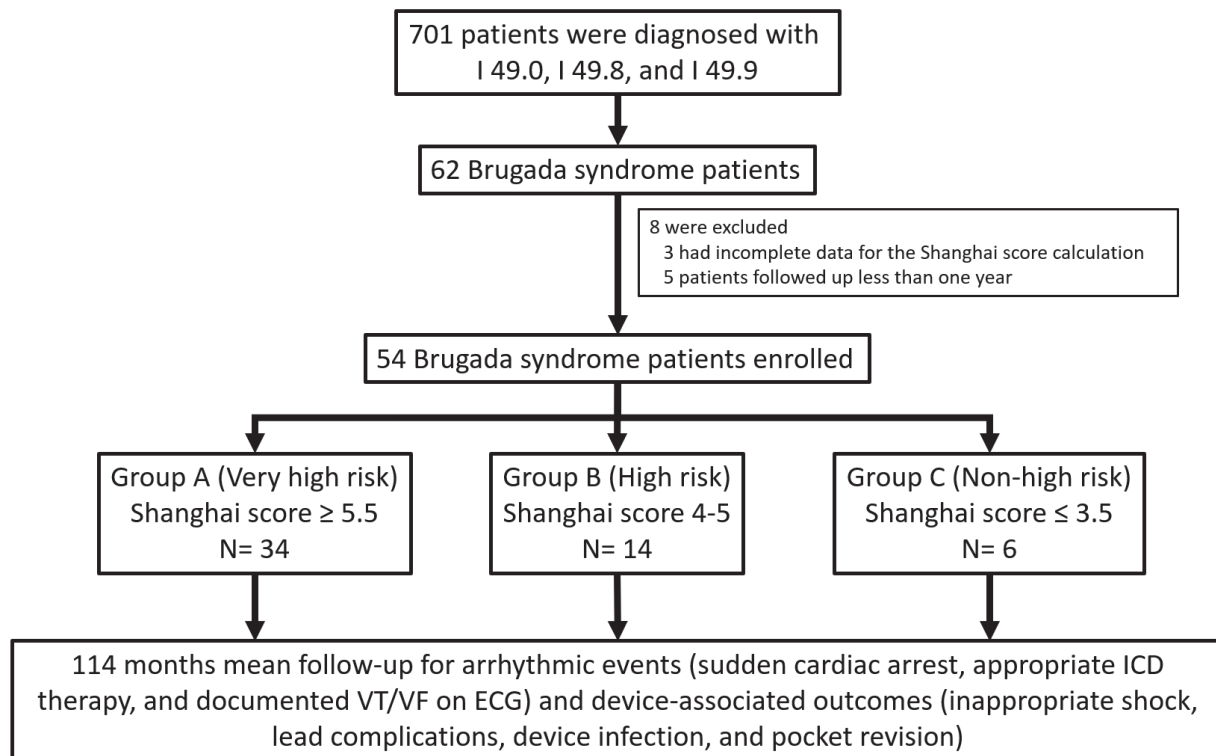 701 patients were diagnosed with
I 49.0, I 49.8, and I 49.9
62 Brugada syndrome patients
8 were excluded
3 had incomplete data for the Shanghai score calculation
5 patients followed up less than one year
54 Brugada syndrome patients enrolled
Group A (Very high risk)
Shanghai score ≥ 5.5
N= 34
Group B (High risk)
Shanghai score 4-5
N= 14
Group C (Non-high risk)
Shanghai score ≤ 3.5
N= 6
114 months mean follow-up for arrhythmic events (sudden cardiac arrest, appropriate ICD
therapy, and documented VT/VF on ECG) and device-associated outcomes (inappropriate shock,
lead complications, device infection, and pocket revision)